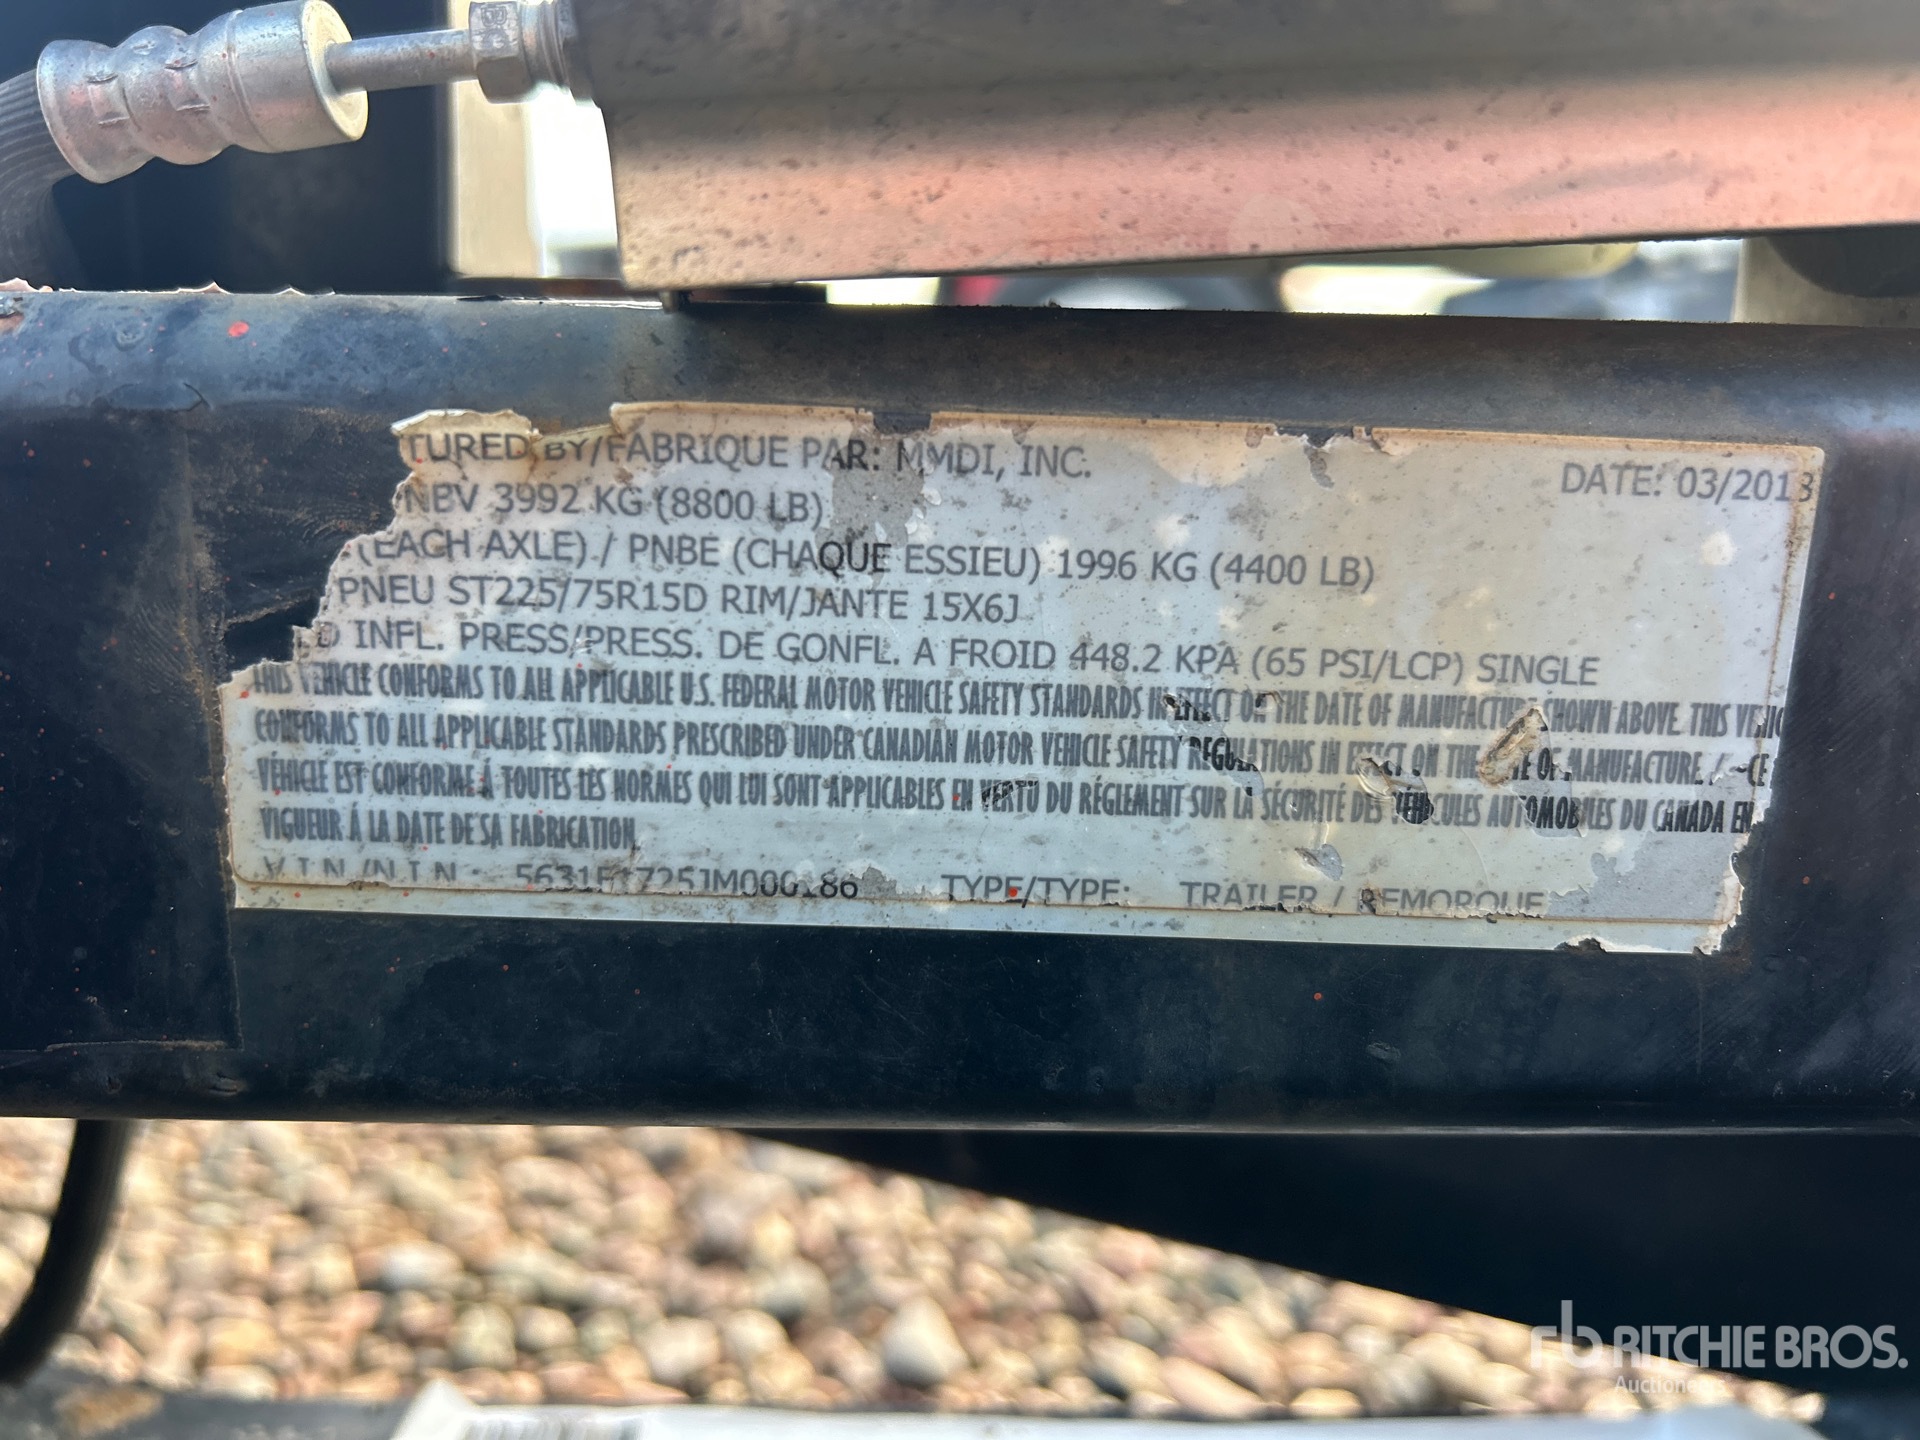 TURED BY/FABRIQUE PAR: MMDI, INC. DATE: 03/2018
NBV 3992 KG (8800 LB)
(EACH AXLE) / PNBE (CHAQUE ESSIEU) 1996 KG (4400 LB)
PNEU ST225/75R15D RIM/JANTE 15X6J
D INFL. PRESS/PRESS. DE GONFL. A FROID 448.2 KPA (65 PSI/LCP) SINGLE
THIS VEHICLE CONFORMS TO ALL APPLICABLE U.S. FEDERAL MOTOR VEHICLE SAFETY STANDARDS IN EFFECT ON THE DATE OF MANUFACTURE SHOWN ABOVE. THIS VEHIC
CONFORMS TO ALL APPLICABLE STANDARDS PRESCRIBED UNDER CANADIAN MOTOR VEHICLE SAFETY REGULATIONS IN EFFECT ON THE DATE OF MANUFACTURE. / CE
VÉHICLE EST CONFORME À TOUTES LES NORMES QUI LUI SONT APPLICABLES EN VERTU DU RÉGLEMENT SUR LA SÉCURITÉ DES VÉHICULES AUTOMOBILES DU CANADA EN
VIGUEUR À LA DATE DE SA FABRICATION.
V.I.N./N.I.V.: TYPE/TYPE: TRAILER / REMORQUE
rb RITCHIE BROS.